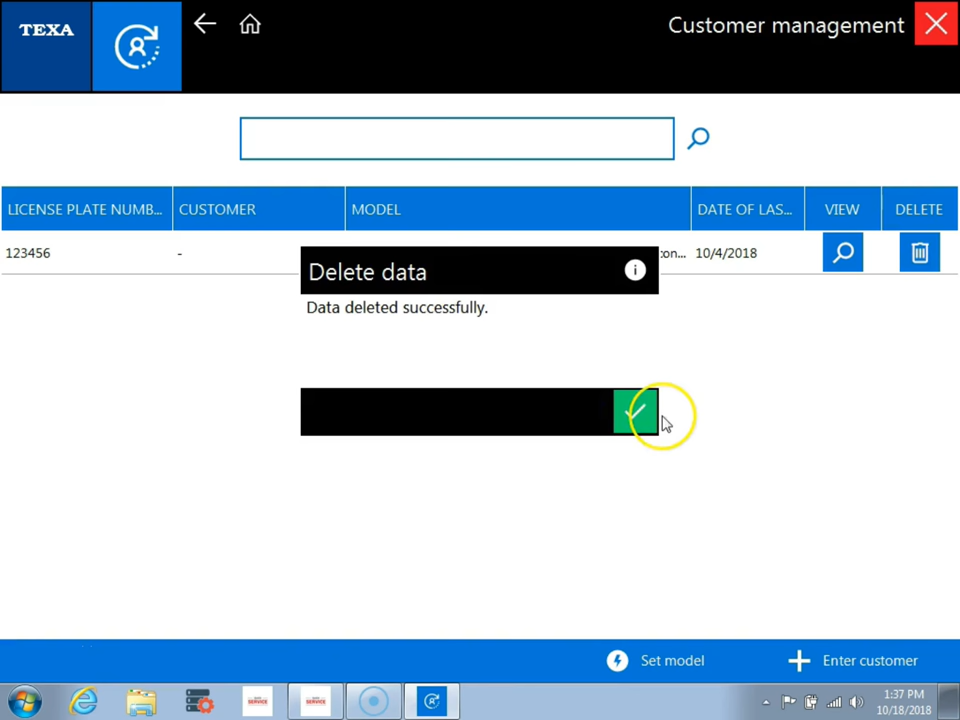 TEXA
Customer management
LICENSE PLATE NUMB... CUSTOMER MODEL DATE OF LAS... VIEW DELETE
123456 - con... 10/4/2018
Delete data
Data deleted successfully.
Set model Enter customer
1:37 PM
10/18/2018